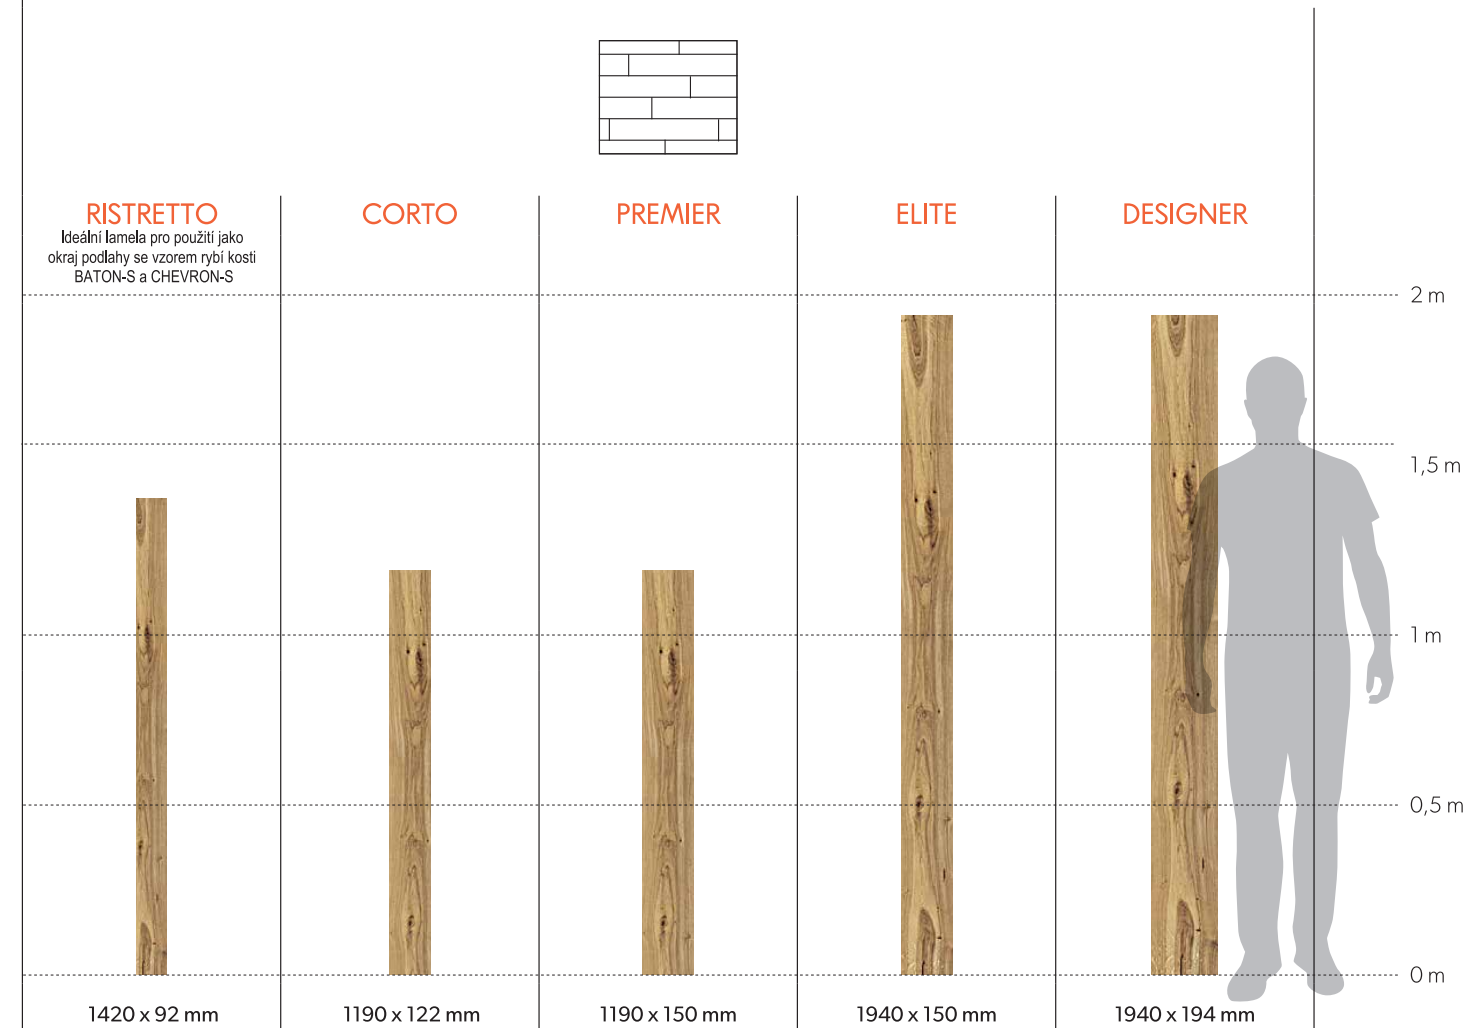 RISTRETTO
Ideální lamela pro použití jako
okraj podlahy se vzorem rybí kosti
BATON-S a CHEVRON-S
CORTO
PREMIER
ELITE
DESIGNER
2 m
1,5 m
1 m
0,5 m
0 m
1420 x 92 mm
1190 x 122 mm
1190 x 150 mm
1940 x 150 mm
1940 x 194 mm